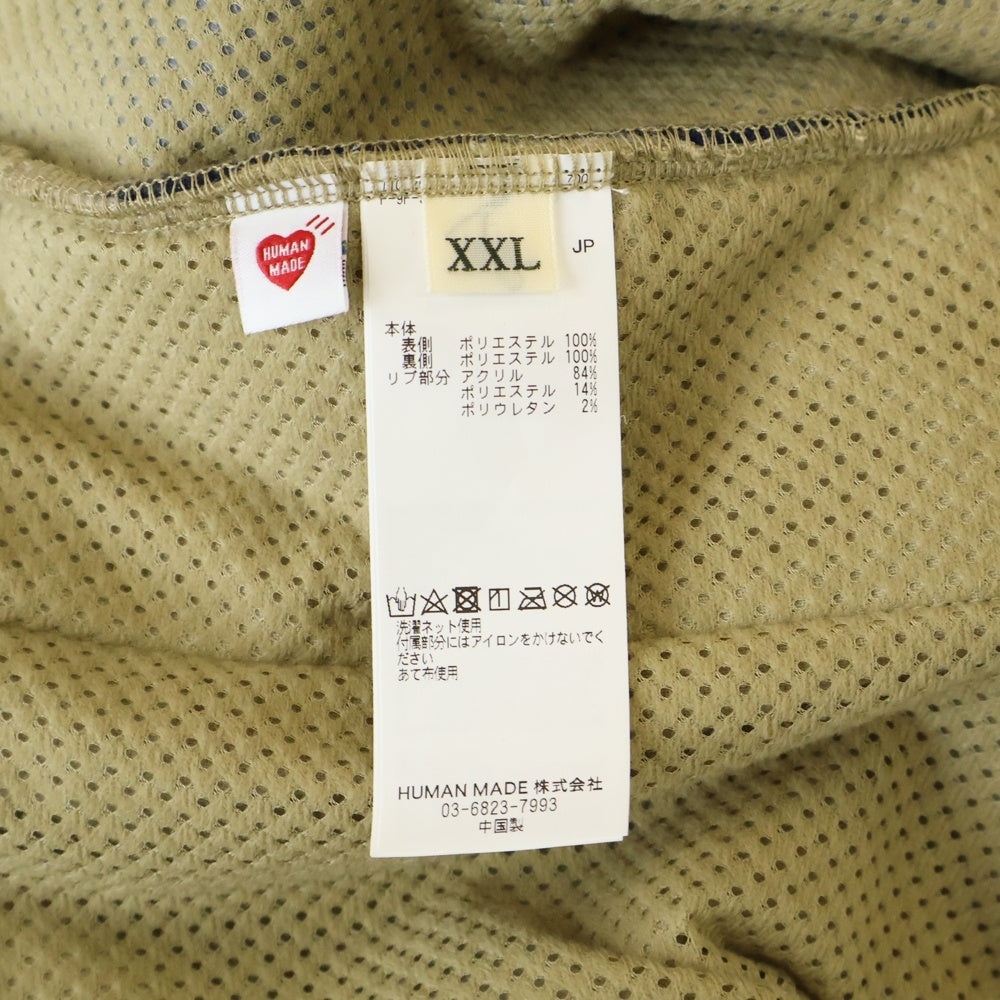 HUMAN
MADE
XXL
JP
本体
表側 ポリエステル 100%
裏側 ポリエステル 100%
リブ部分 アクリル 84%
ポリエステル 14%
ポリウレタン 2%
洗濯ネット使用
付属部分にはアイロンをかけないでく
ださい
あて布使用
HUMAN MADE 株式会社
03-6823-7993
中国製